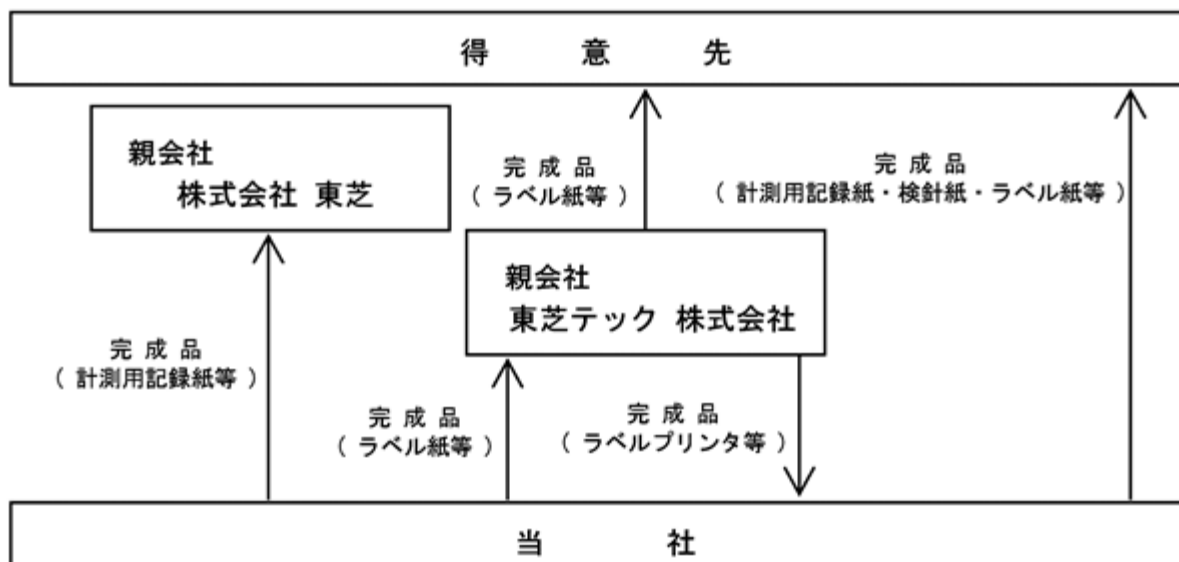 得意先
親会社
株式会社 東芝
完成品
（ ラベル紙等 ）
完成品
（ 計測用記録紙・検針紙・ラベル紙等 ）
親会社
東芝テック 株式会社
完成品
（ 計測用記録紙等 ）
完成品
（ ラベル紙等 ）
完成品
（ ラベルプリンタ等 ）
当社